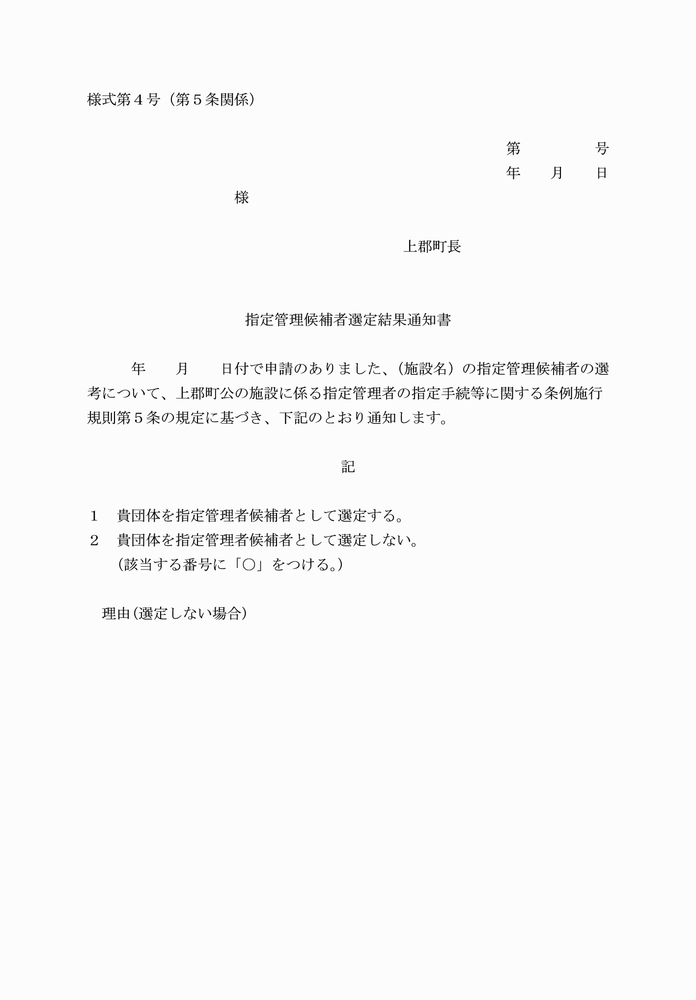 様式第４号（第５条関係）
第　　　　　号
年　　月　　日
様
上郡町長
指定管理候補者選定結果通知書
年　　月　　日付で申請のありました、（施設名）の指定管理候補者の選
考について、上郡町公の施設に係る指定管理者の指定手続等に関する条例施行
規則第５条の規定に基づき、下記のとおり通知します。
記
１　貴団体を指定管理者候補者として選定する。
２　貴団体を指定管理者候補者として選定しない。
（該当する番号に「〇」をつける。）
理由（選定しない場合）